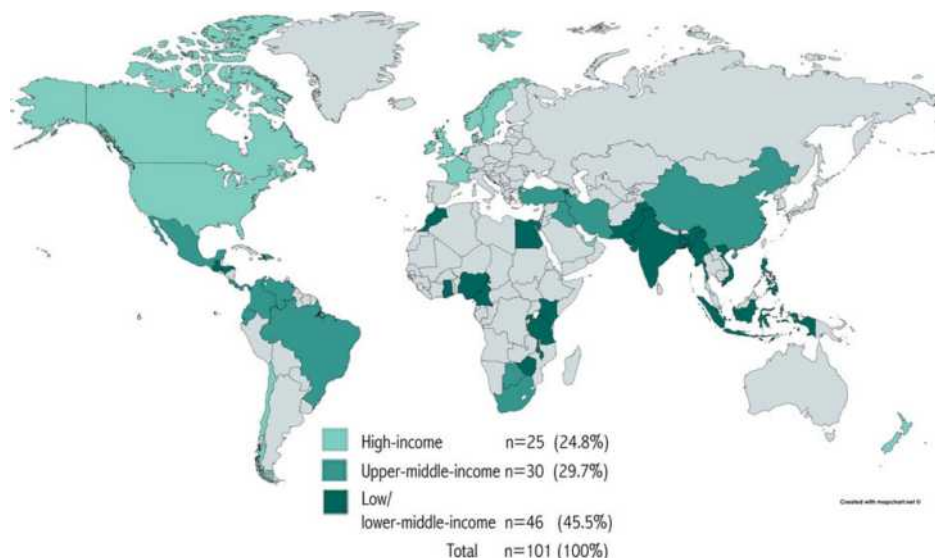 High-income n=25 (24.8%)
Upper-middle-income n=30 (29.7%)
Low/
lower-middle-income n=46 (45.5%)
Total n=101 (100%)
Created with mapchart.net ©